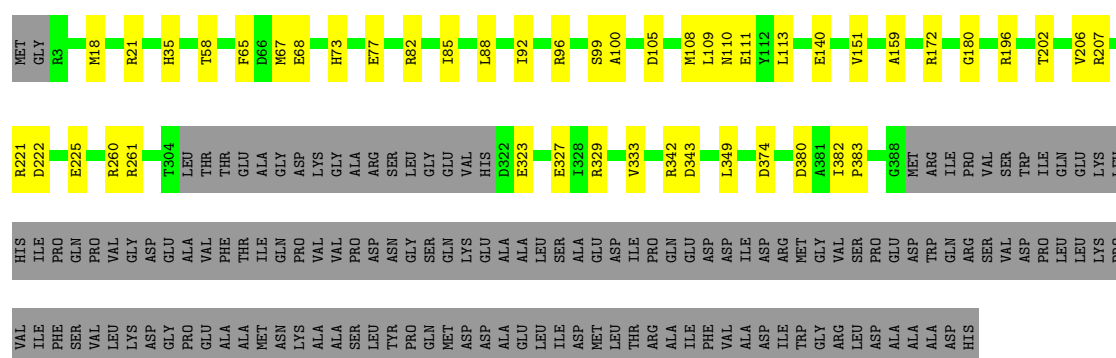 MET GLY R3 M18 R21 H35 T58 F65 D66 M67 E68 H73 E77 R82 I85 L88 I92 R96 S99 A100 D105 M108 L109 N110 E111 Y112 L113 E140 V151 A159 R172 G180 R196 T202 V206 R207
R221 D222 E225 R260 R261 T304 LEU THR THR GLU ALA GLY ASP LYS GLY ALA ARG SER LEU GLY GLU VAL HIS D322 E323 E327 I328 R329 V333 R342 D343 L349 D374 D380 A381 I382 P383 G388 MET ARG ILE PRO VAL SER TRP ILE GLN GLU LYS LEU
HIS ILE PRO GLN PRO VAL GLY ASP GLU ALA VAL PHE THR ILE GLN PRO VAL VAL PRO ASP ASN GLY SER GLN LYS GLU ALA ALA LEU SER ALA GLU ASP ILE PRO GLN GLU ASP ASP ILE ASP ARG MET GLY VAL SER PRO GLU ASP TRP GLN ARG SER VAL ASP PRO LEU LEU LYS PRO
VAL ILE PHE SER VAL LEU LYS ASP GLY PRO GLU ALA ALA MET ASN LYS ALA ALA SER LEU TYR PRO GLN MET ASP ASP ALA GLU LEU ILE ASP MET LEU THR ARG ALA ILE PHE VAL ALA ASP ILE TRP GLY ARG LEU ASP ALA ALA ALA ASP HIS